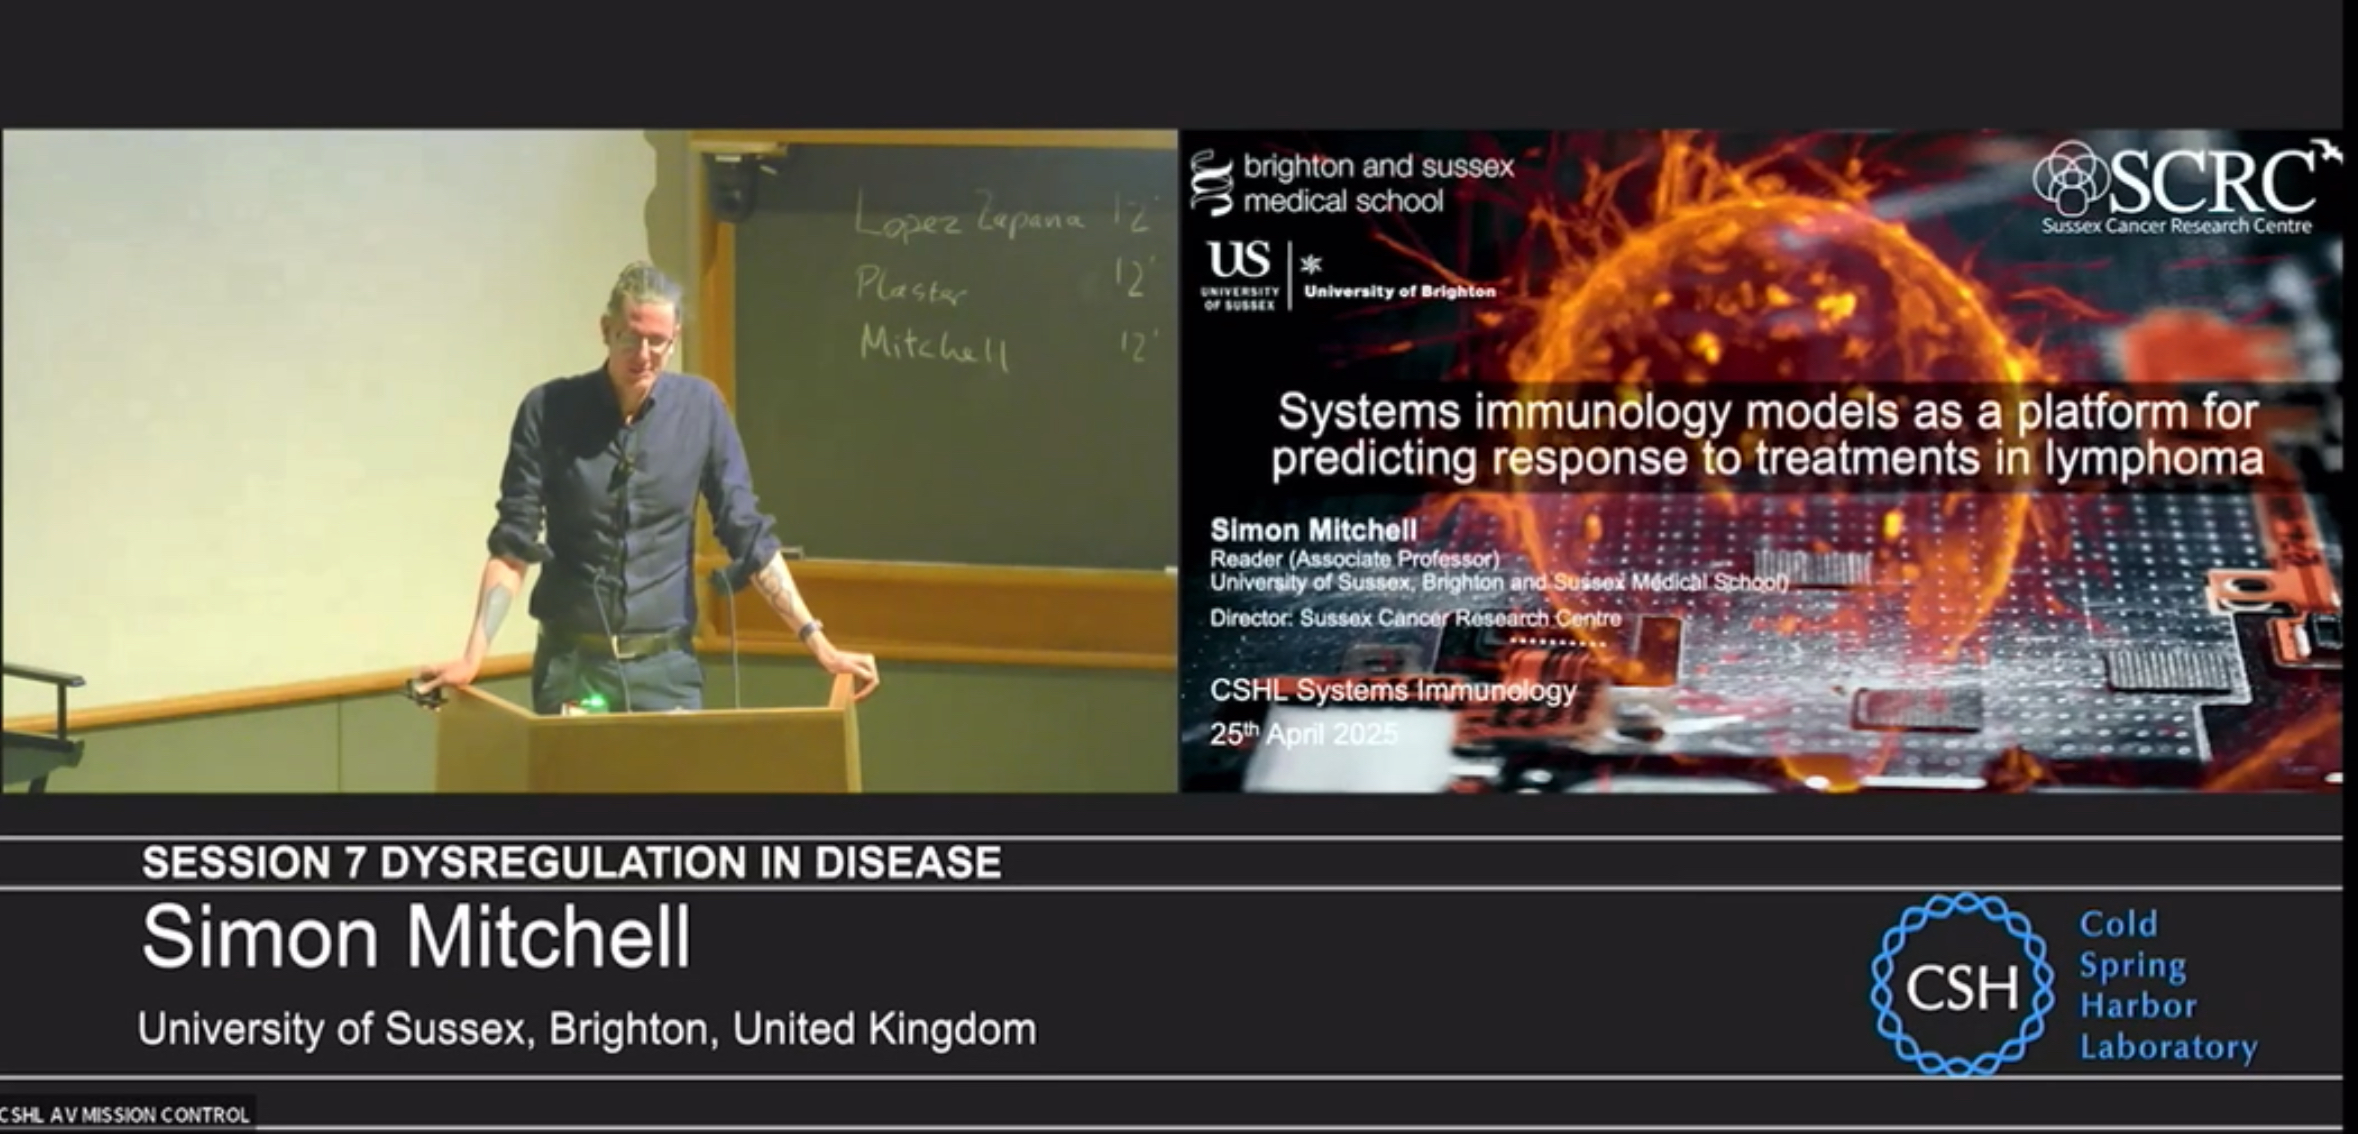 Lopez Zapana 12'
Plaster 12'
Mitchell 12'
brighton and sussex
medical school
US
UNIVERSITY
OF SUSSEX
University of Brighton
SCRC
Sussex Cancer Research Centre
Systems immunology models as a platform for
predicting response to treatments in lymphoma
Simon Mitchell
Reader (Associate Professor)
University of Sussex, Brighton and Sussex Medical School)
Director: Sussex Cancer Research Centre
CSHL Systems Immunology
25th April 2025
SESSION 7 DYSREGULATION IN DISEASE
Simon Mitchell
University of Sussex, Brighton, United Kingdom
CSH
Cold
Spring
Harbor
Laboratory
CSHL AV MISSION CONTROL